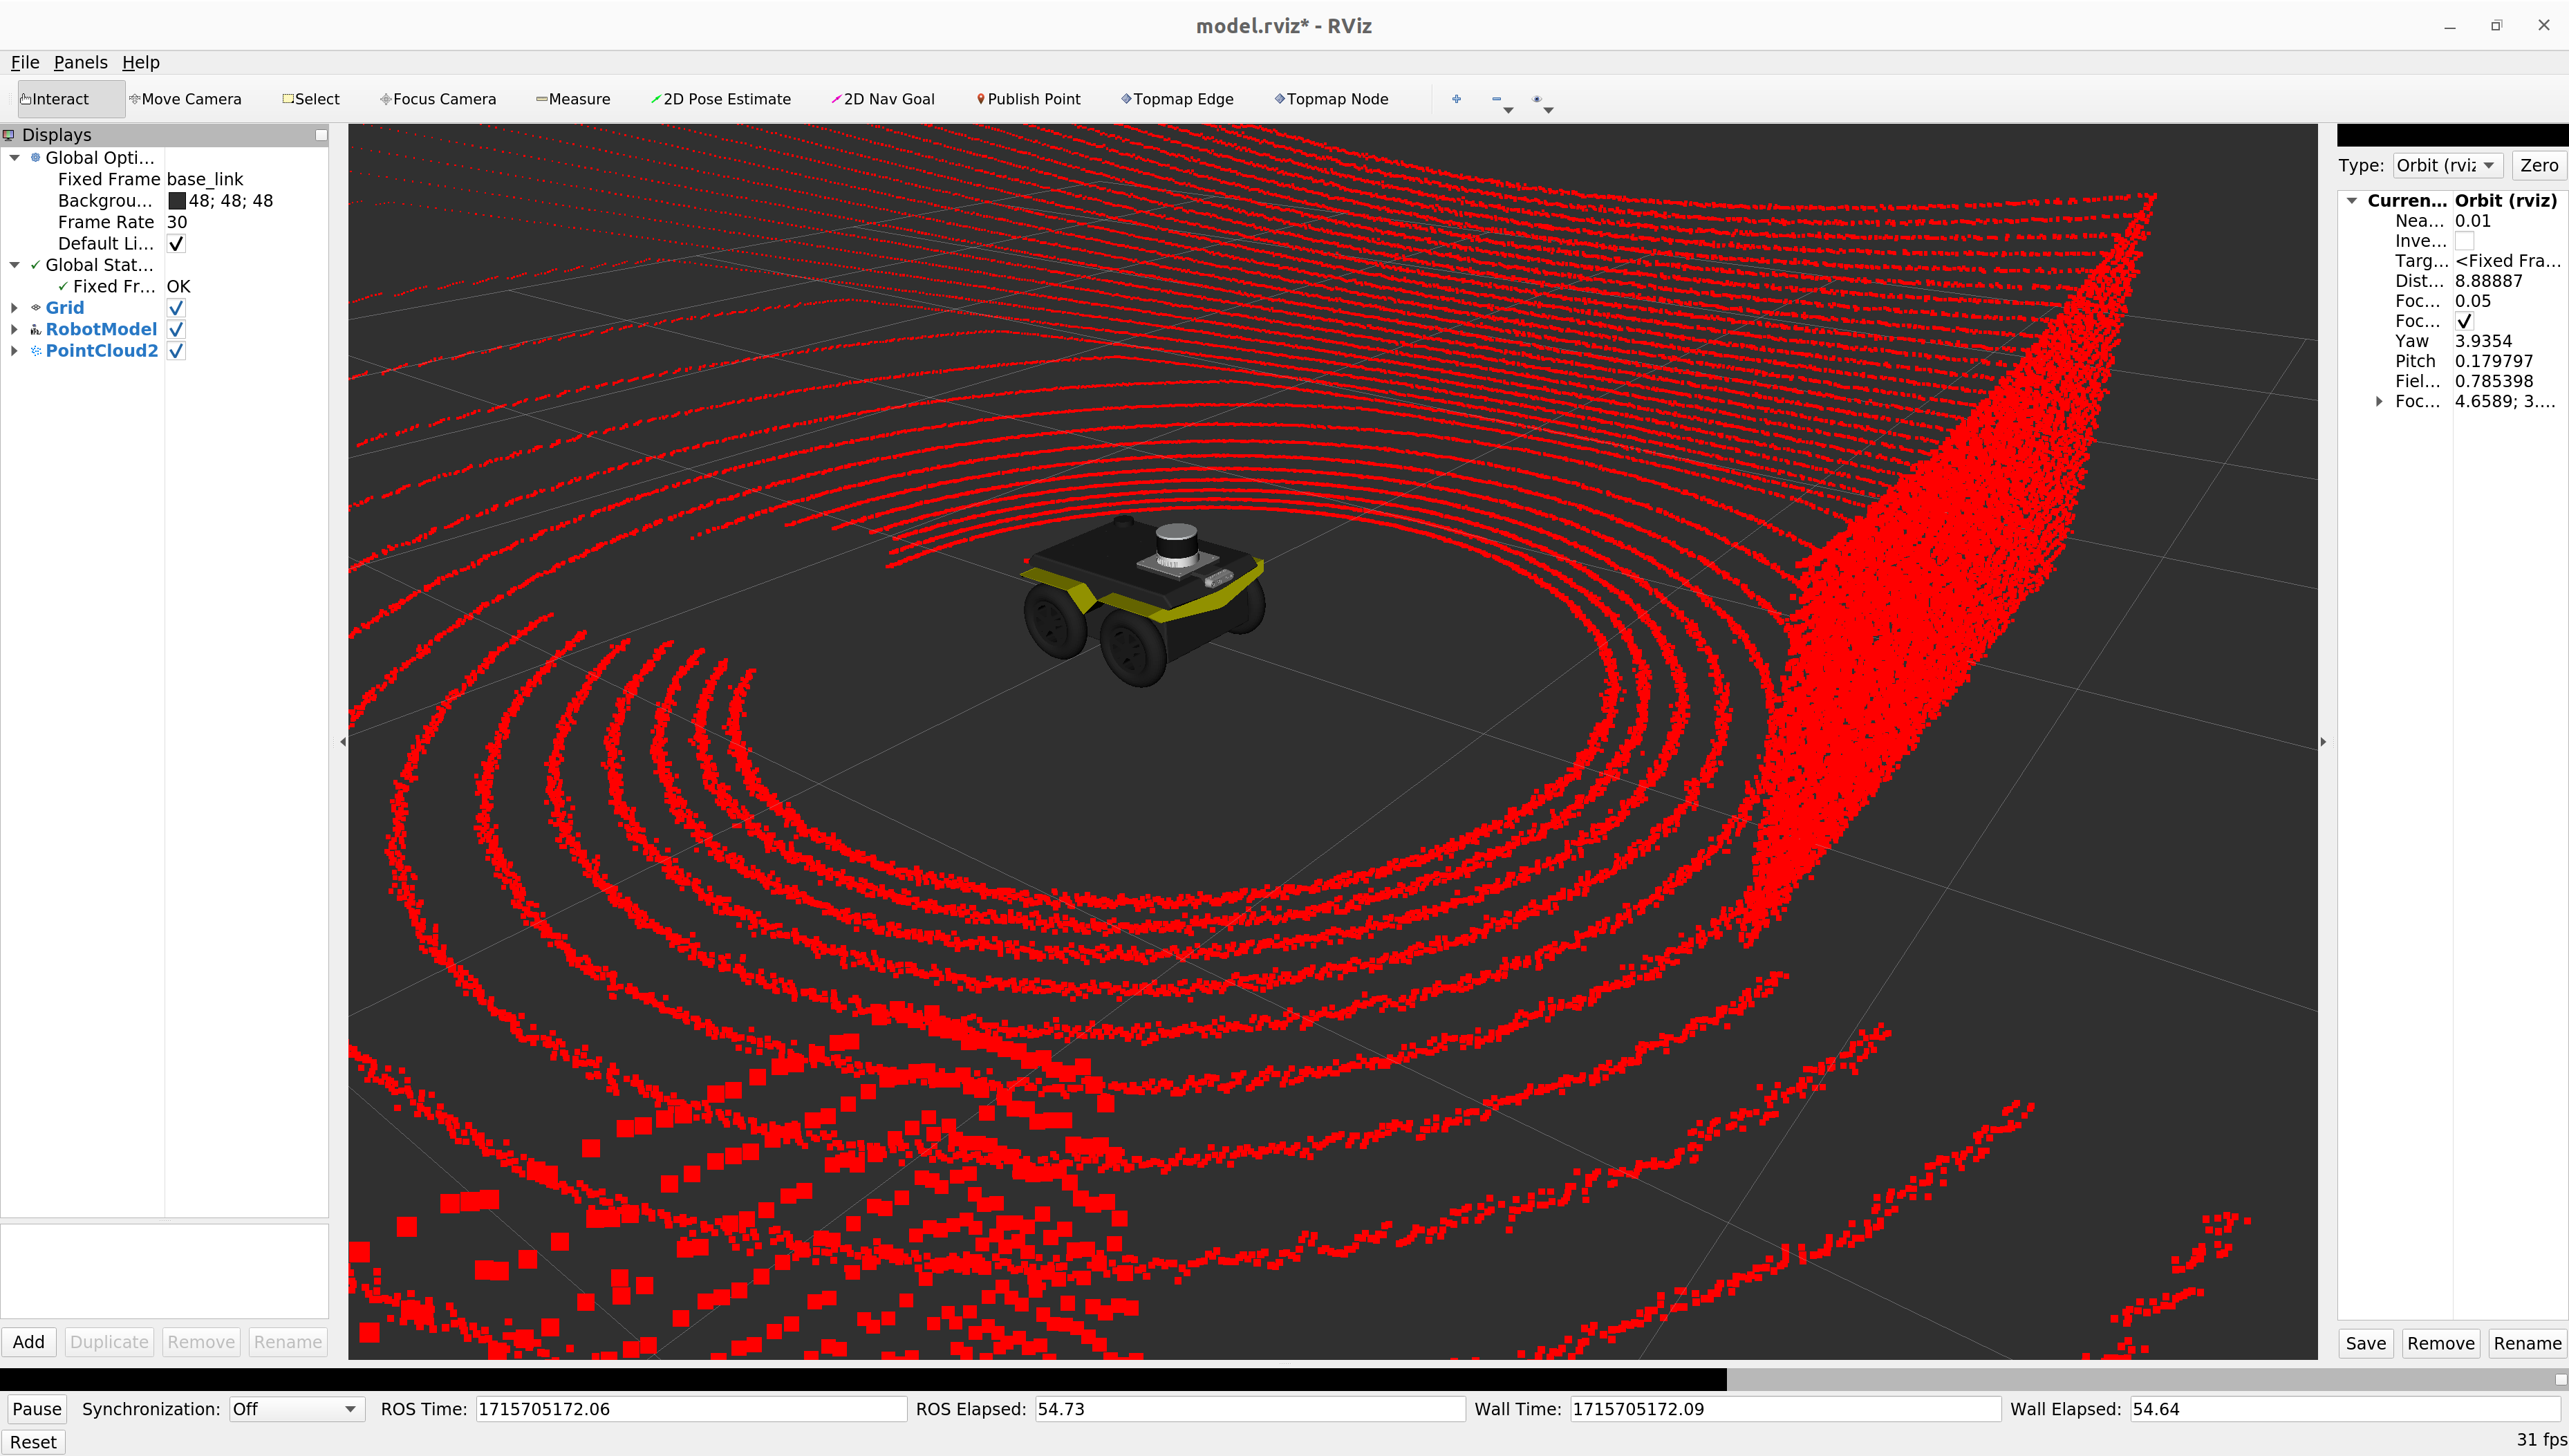 model.rviz* - RViz
File Panels Help
Interact Move Camera Select Focus Camera Measure 2D Pose Estimate 2D Nav Goal Publish Point Topmap Edge Topmap Node
Displays
Global Opti...
Fixed Frame base_link
Backgrou... 48; 48; 48
Frame Rate 30
Default Li...
Global Stat...
Fixed Fr... OK
Grid
RobotModel
PointCloud2
Add Duplicate Remove Rename
Type: Orbit (rviz Zero
Curren... Orbit (rviz)
Nea... 0.01
Inve...
Targ... <Fixed Fra...
Dist... 8.88887
Foc... 0.05
Foc...
Yaw 3.9354
Pitch 0.179797
Fiel... 0.785398
Foc... 4.6589; 3....
Save Remove Rename
Pause Synchronization: Off ROS Time: 1715705172.06 ROS Elapsed: 54.73 Wall Time: 1715705172.09 Wall Elapsed: 54.64
Reset 31 fps